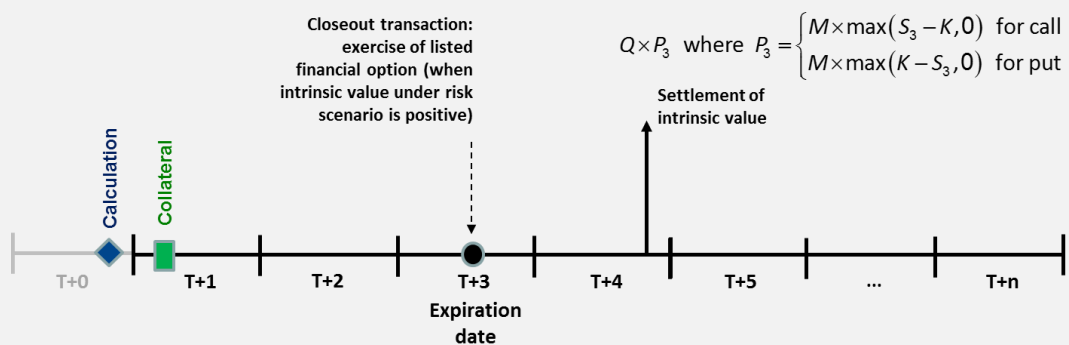 Closeout transaction:
exercise of listed
financial option (when
intrinsic value under risk
scenario is positive)
Q × P₃ where P₃ = { M × max(S₃ − K, 0) for call
M × max(K − S₃, 0) for put
Settlement of
intrinsic value
Calculation
Collateral
T+0 T+1 T+2 T+3 T+4 T+5 ... T+n
Expiration
date